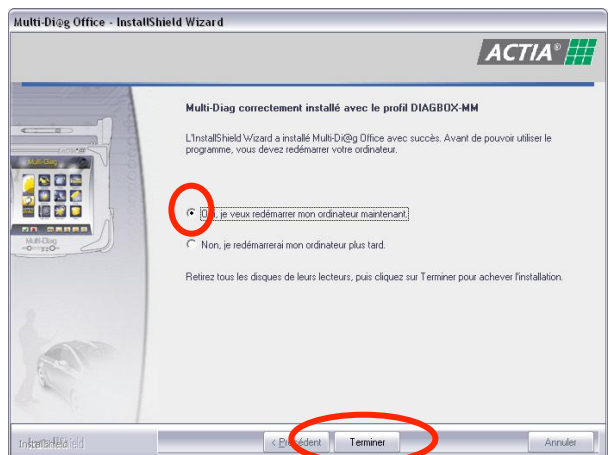 Multi-Di@g Office - InstallShield Wizard
ACTIA®
Multi-Diag correctement installé avec le profil DIAGBOX-MM
L'InstallShield Wizard a installé Multi-Di@g Office avec succès. Avant de pouvoir utiliser le
programme, vous devez redémarrer votre ordinateur.
Multi-Diag
Oui, je veux redémarrer mon ordinateur maintenant.
Multi-Diag
Non, je redémarrerai mon ordinateur plus tard.
Retirez tous les disques de leurs lecteurs, puis cliquez sur Terminer pour achever l'installation.
InstallShield
< Précédent Terminer Annuler